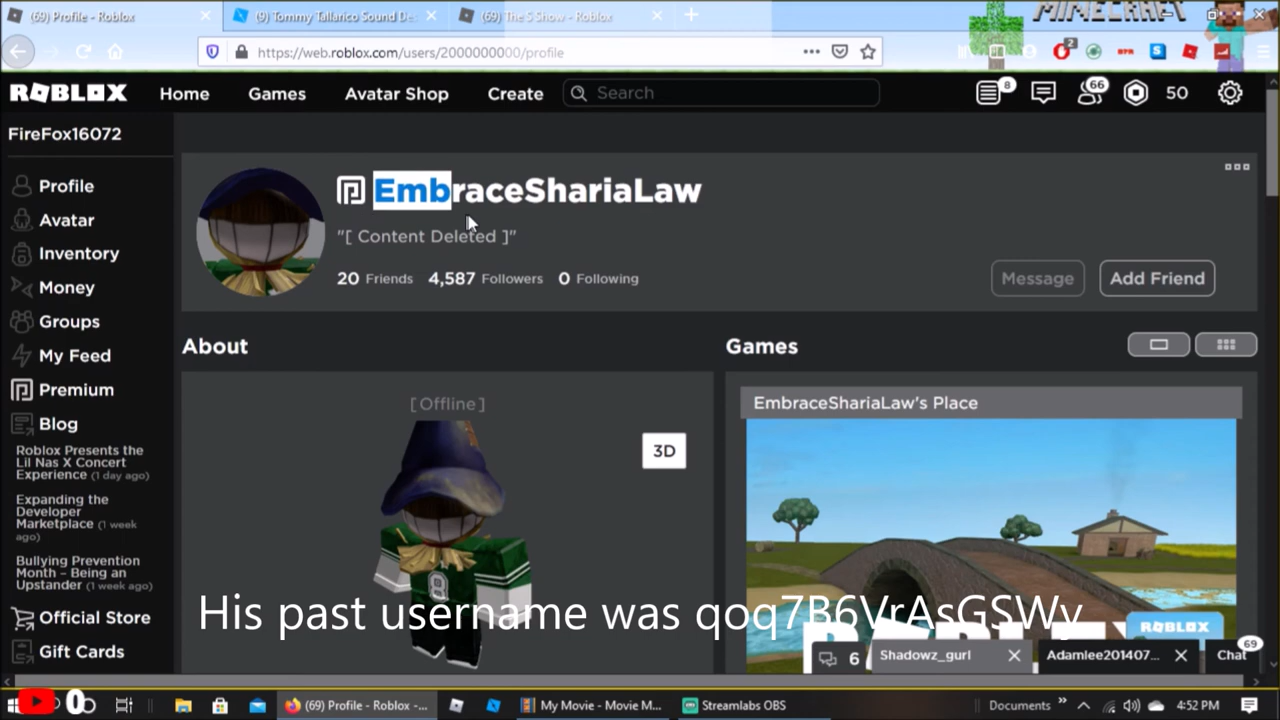 (69) Profile - Roblox
(9) Tommy Tallarico Sound De
(69) The S Show - Roblox
MINECRAFT
https://web.roblox.com/users/2000000000/profile
2
ROBLOX
Home
Games
Avatar Shop
Create
Search
8
66
50
FireFox16072
Profile
Avatar
Inventory
Money
Groups
My Feed
Premium
Blog
Roblox Presents the
Lil Nas X Concert
Experience (1 day ago)
Expanding the
Developer
Marketplace (1 week
ago)
Bullying Prevention
Month – Being an
Upstander (1 week ago)
Official Store
Gift Cards
EmbraceShariaLaw
"[ Content Deleted ]"
20 Friends 4,587 Followers 0 Following
Message
Add Friend
About
Games
[ Offline ]
3D
EmbraceShariaLaw's Place
ROBLOX
His past username was qoq7B6VrAsGSWy
6
Shadowz_gurl
Adamlee201407...
Chat
69
(69) Profile - Roblox -...
My Movie - Movie M...
Streamlabs OBS
Documents
4:52 PM